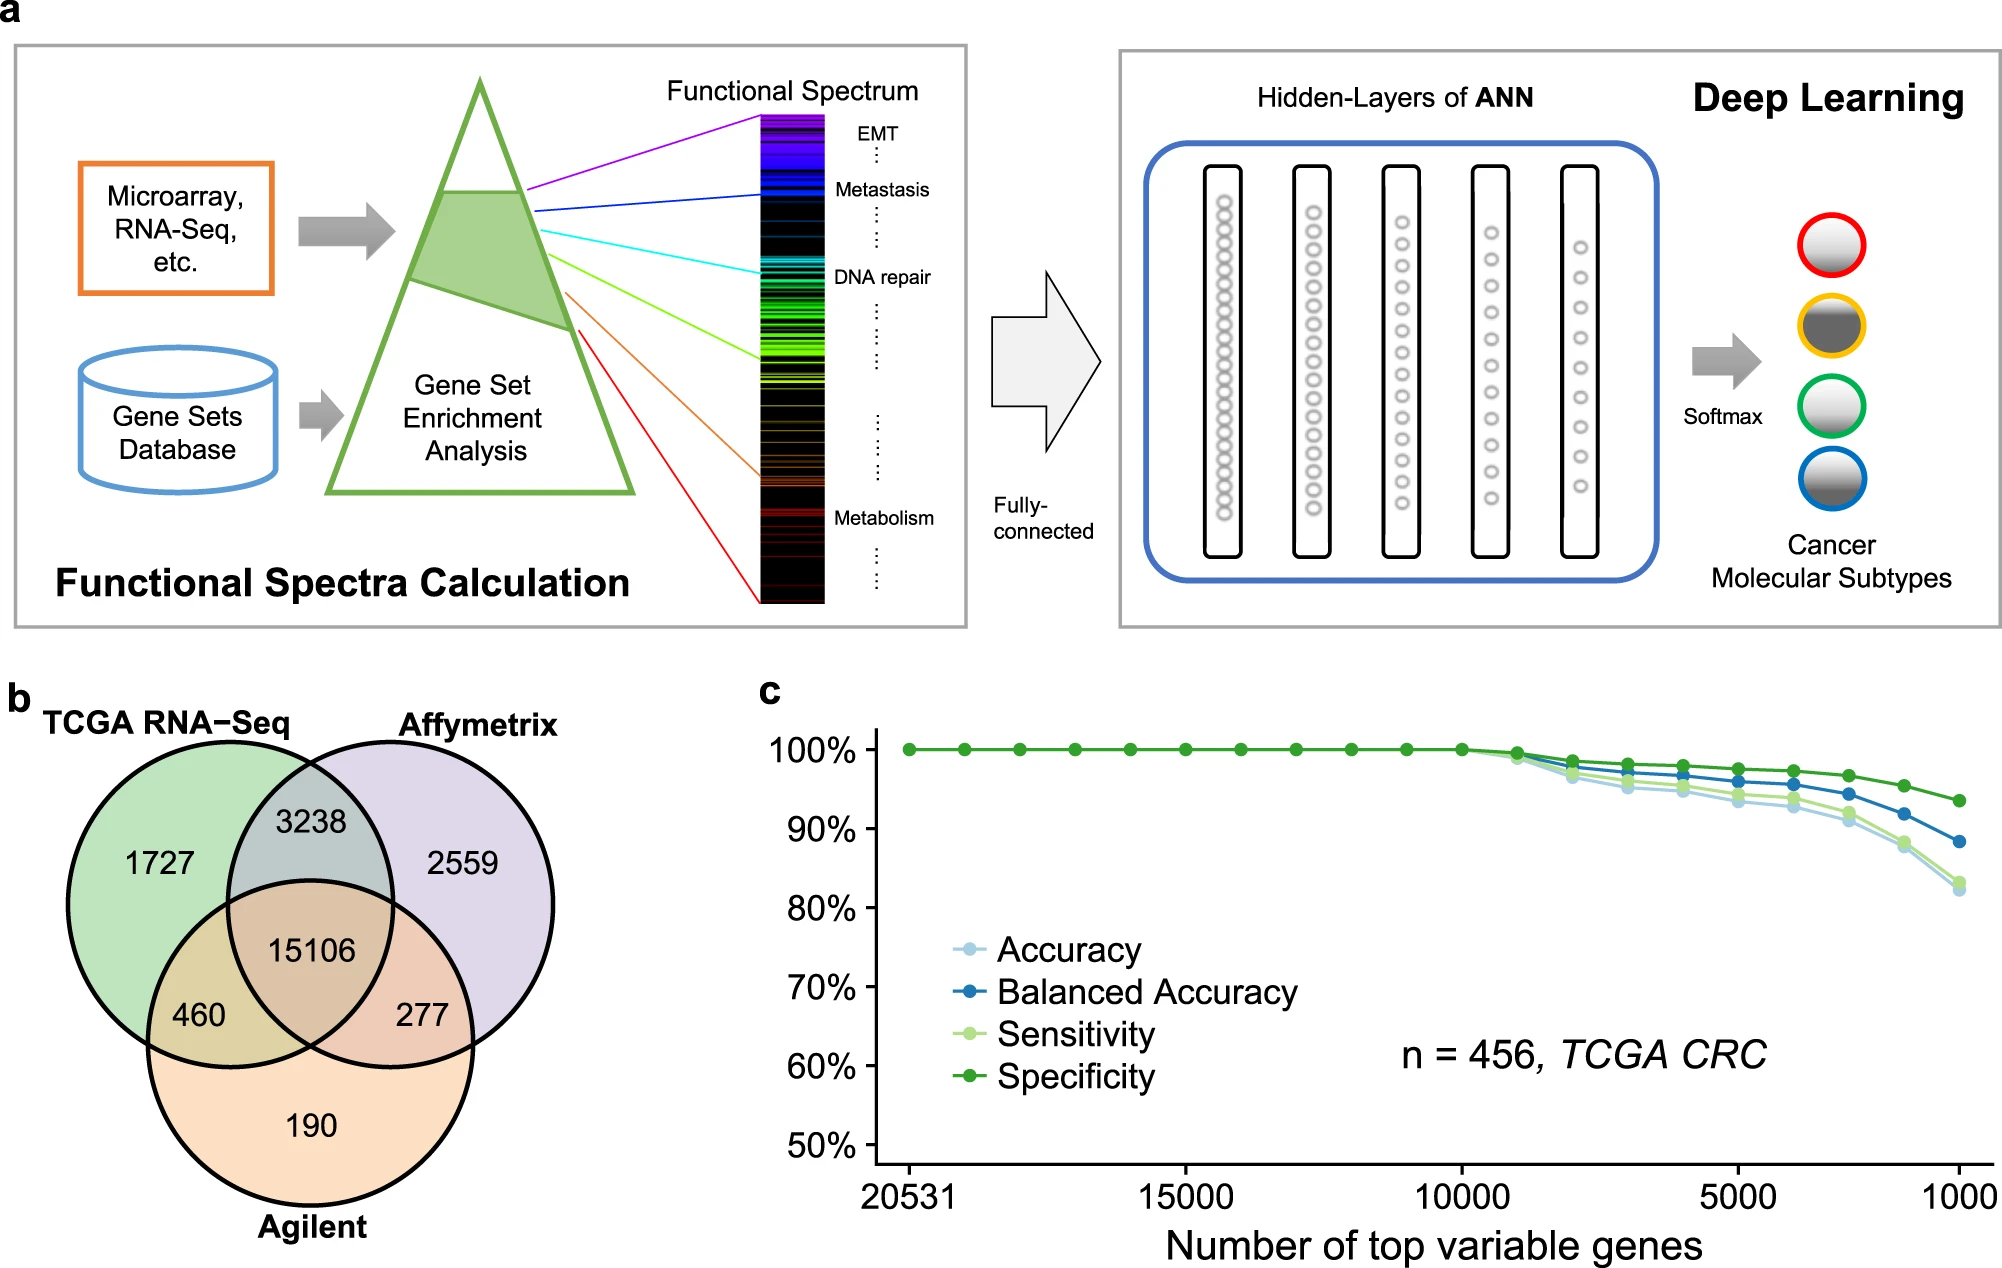 a
Functional Spectrum
EMT
Metastasis
DNA repair
Metabolism
Microarray,
RNA-Seq,
etc.
Gene Sets
Database
Gene Set
Enrichment
Analysis
Functional Spectra Calculation
Fully-
connected
Hidden-Layers of ANN
Deep Learning
Softmax
Cancer
Molecular Subtypes
b
TCGA RNA−Seq
Affymetrix
3238
1727
2559
15106
460
277
190
Agilent
c
100%
90%
80%
70%
60%
50%
Accuracy
Balanced Accuracy
Sensitivity
Specificity
n = 456, TCGA CRC
20531
15000
10000
5000
1000
Number of top variable genes